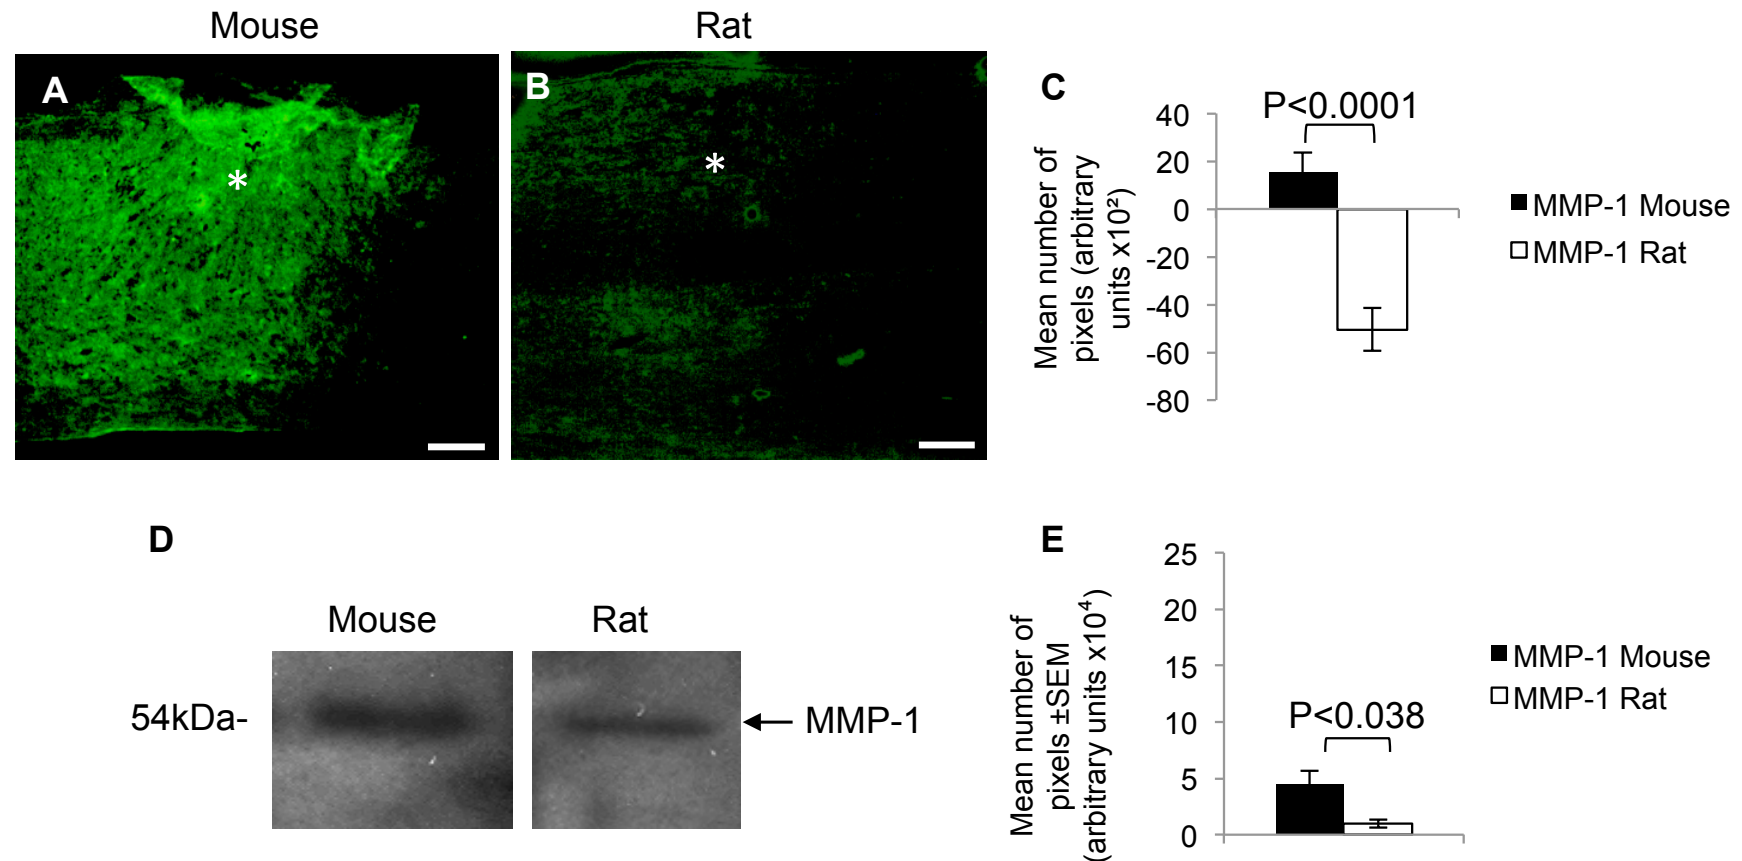 Mouse
Rat
A
*
B
*
C
P<0.0001
40
20
0
-20
-40
-60
-80
Mean number of
pixels (arbitrary
units x10²)
MMP-1 Mouse
MMP-1 Rat
D
Mouse
Rat
54kDa-
MMP-1
E
25
20
15
10
5
0
P<0.038
Mean number of
pixels ±SEM
(arbitrary units x10⁴)
MMP-1 Mouse
MMP-1 Rat